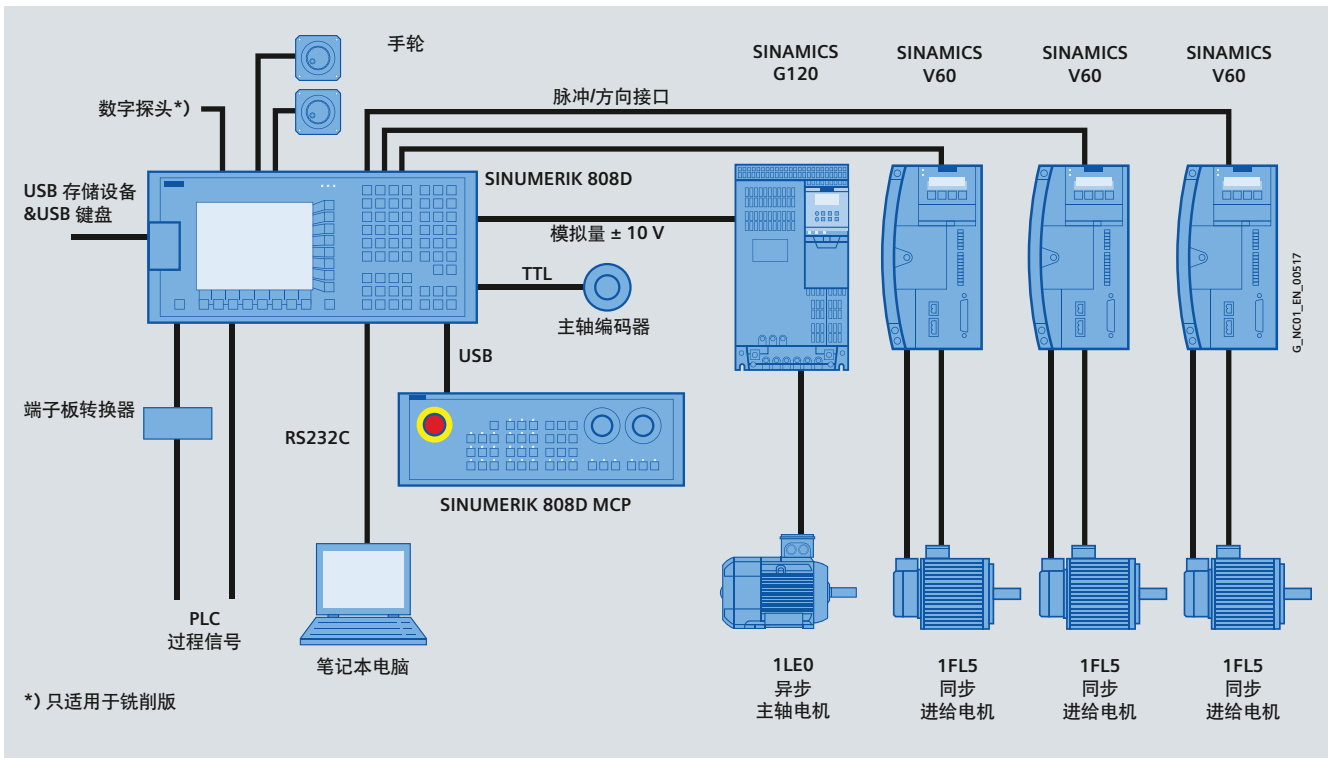 手轮
SINAMICS
G120
SINAMICS
V60
SINAMICS
V60
SINAMICS
V60
数字探头*)
脉冲/方向接口
USB 存储设备
&USB 键盘
SINUMERIK 808D
模拟量 ± 10 V
TTL
主轴编码器
USB
端子板转换器
RS232C
SINUMERIK 808D MCP
G_NC01_EN_00517
PLC
过程信号
笔记本电脑
1LE0
异步
主轴电机
1FL5
同步
进给电机
1FL5
同步
进给电机
1FL5
同步
进给电机
*) 只适用于铣削版